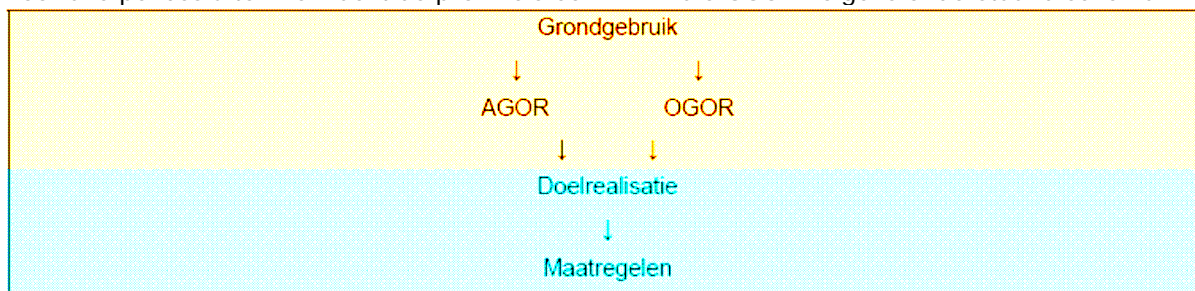 Grondgebruik
↓ ↓
AGOR OGOR
↓ ↓
Doelrealisatie
↓
Maatregelen